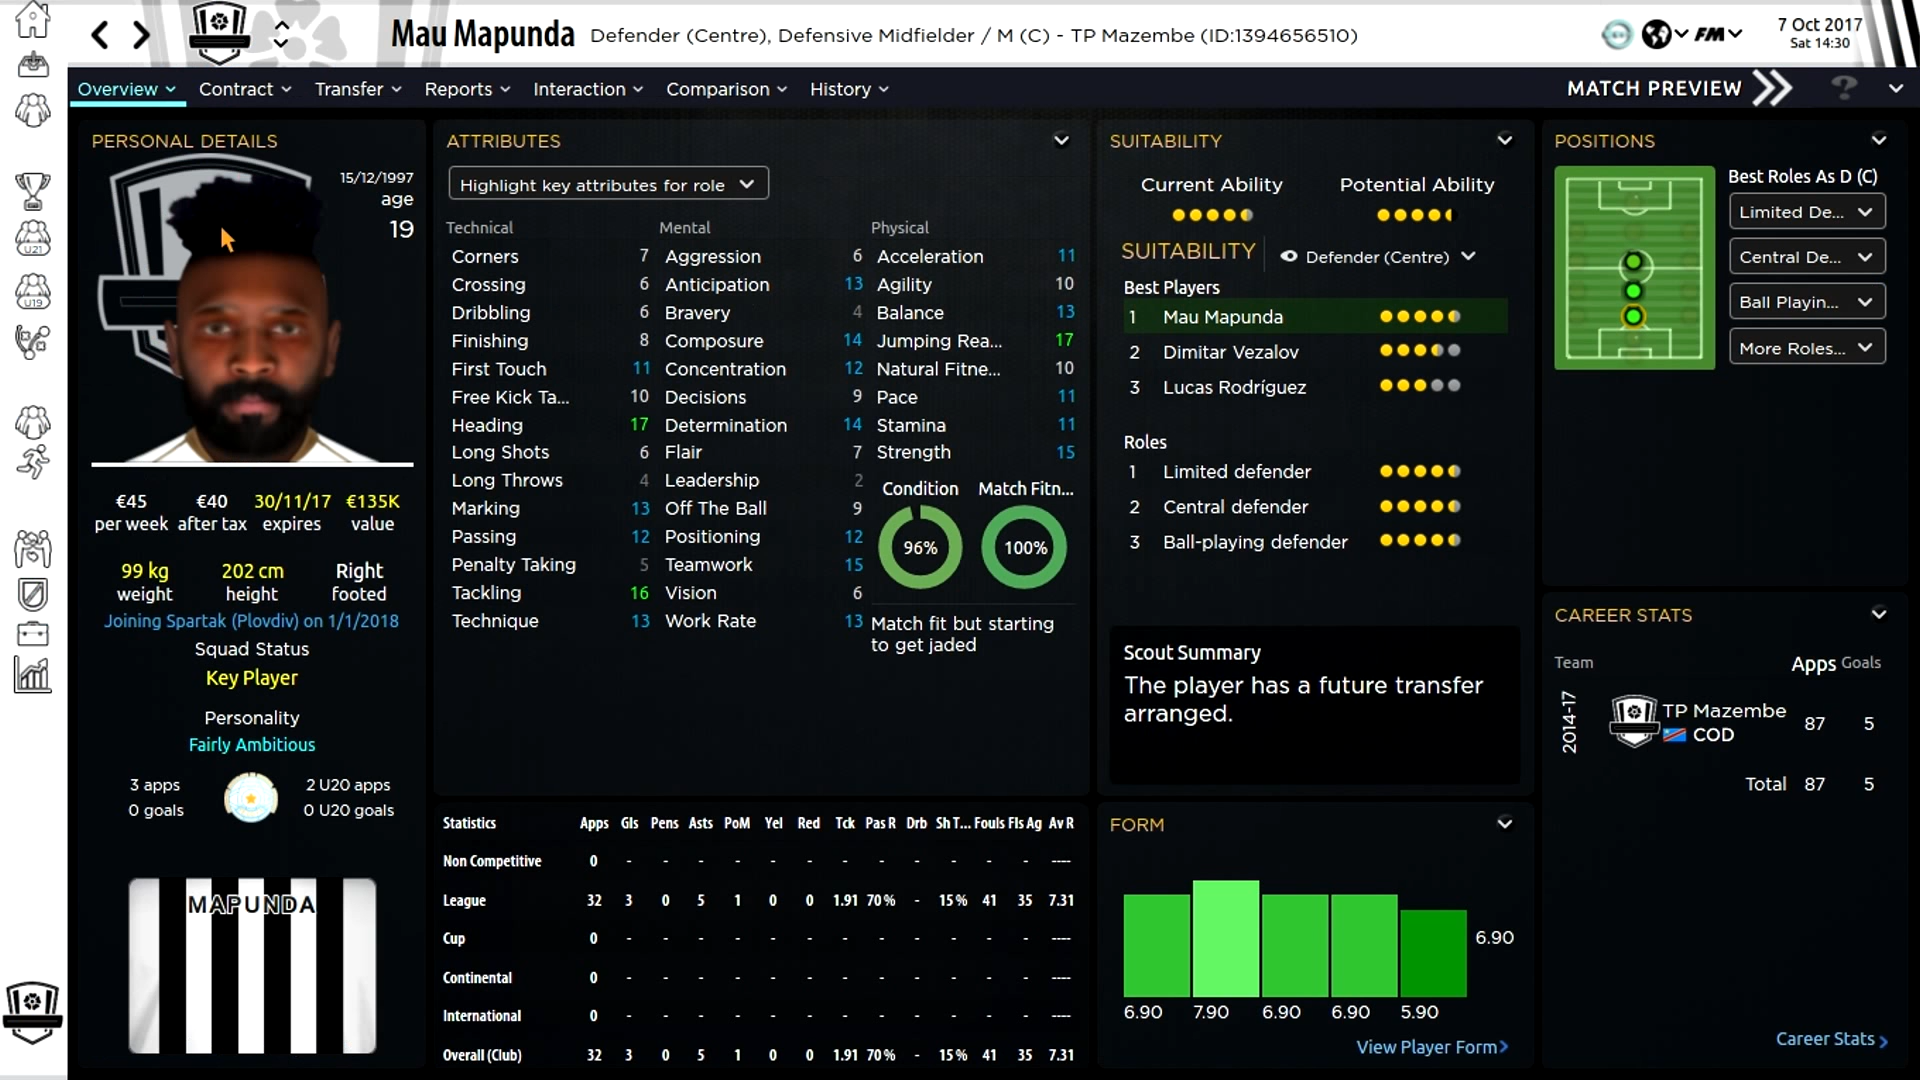 Mau Mapunda Defender (Centre), Defensive Midfielder / M (C) - TP Mazembe (ID:1394656510)
FM
7 Oct 2017
Sat 14:30
Overview Contract Transfer Reports Interaction Comparison History MATCH PREVIEW ?
U21
U19
PERSONAL DETAILS
15/12/1997
age
19
€45 €40 30/11/17 €135K
per week after tax expires value
99 kg 202 cm Right
weight height footed
Joining Spartak (Plovdiv) on 1/1/2018
Squad Status
Key Player
Personality
Fairly Ambitious
3 apps 2 U20 apps
0 goals 0 U20 goals
MAPUNDA
ATTRIBUTES
Highlight key attributes for role
Technical Mental Physical
Corners 7 Aggression 6 Acceleration 11
Crossing 6 Anticipation 13 Agility 10
Dribbling 6 Bravery 4 Balance 13
Finishing 8 Composure 14 Jumping Rea... 17
First Touch 11 Concentration 12 Natural Fitne... 10
Free Kick Ta... 10 Decisions 9 Pace 11
Heading 17 Determination 14 Stamina 11
Long Shots 6 Flair 7 Strength 15
Long Throws 4 Leadership 2
Marking 13 Off The Ball 9
Passing 12 Positioning 12
Penalty Taking 5 Teamwork 15
Tackling 16 Vision 6
Technique 13 Work Rate 13
Condition Match Fitn...
96% 100%
Match fit but starting
to get jaded
Statistics Apps Gls Pens Asts PoM Yel Red Tck Pas R Drb Sh T... Fouls Fls Ag Av R
Non Competitive 0 - - - - - - - - - - - - ----
League 32 3 0 5 1 0 0 1.91 70% - 15% 41 35 7.31
Cup 0 - - - - - - - - - - - - ----
Continental 0 - - - - - - - - - - - - ----
International 0 - - - - - - - - - - - - ----
Overall (Club) 32 3 0 5 1 0 0 1.91 70% - 15% 41 35 7.31
SUITABILITY
Current Ability Potential Ability
SUITABILITY Defender (Centre)
Best Players
1 Mau Mapunda
2 Dimitar Vezalov
3 Lucas Rodríguez
Roles
1 Limited defender
2 Central defender
3 Ball-playing defender
Scout Summary
The player has a future transfer
arranged.
FORM
6.90
6.90 7.90 6.90 6.90 5.90
View Player Form
POSITIONS
Best Roles As D (C)
Limited De...
Central De...
Ball Playin...
More Roles...
CAREER STATS
Team Apps Goals
2014-17 TP Mazembe 87 5
COD
Total 87 5
Career Stats